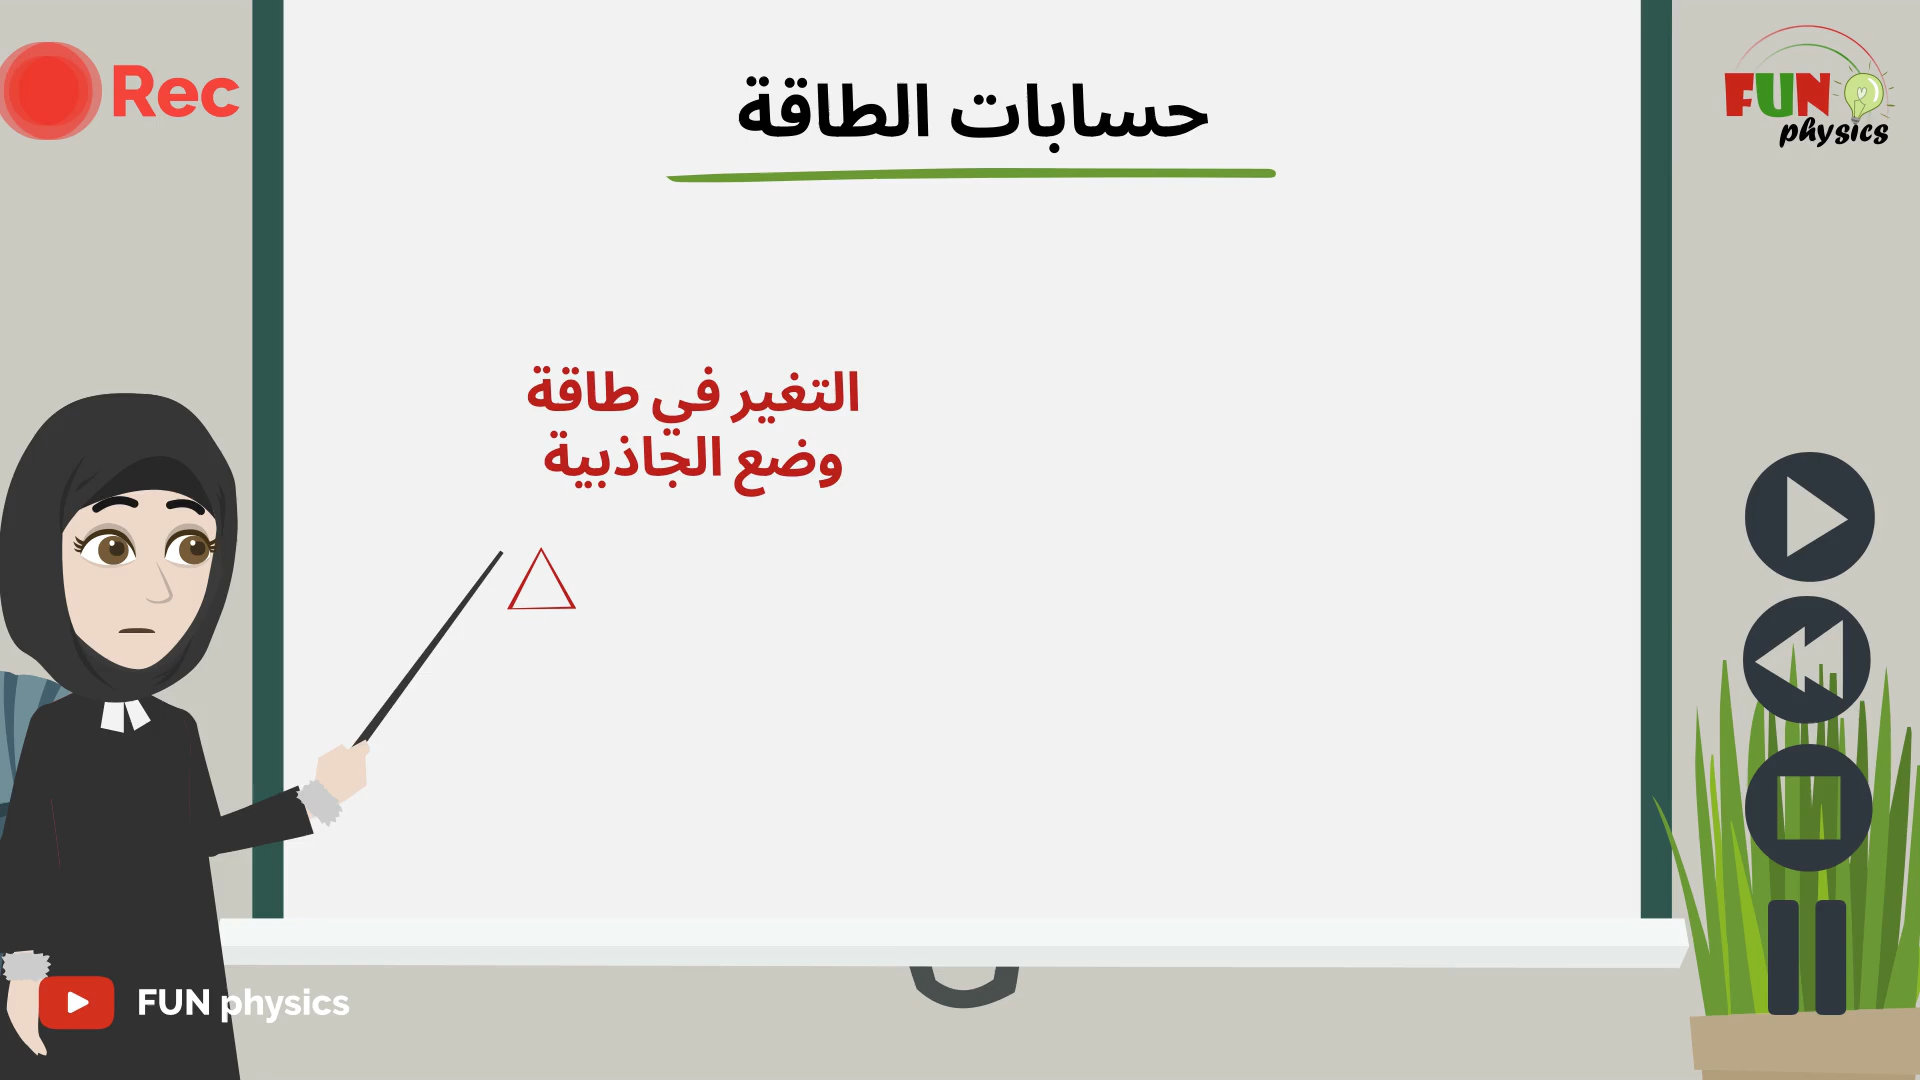 Rec
FUN
physics
حسابات الطاقة
التغير في طاقة
وضع الجاذبية
△
FUN physics